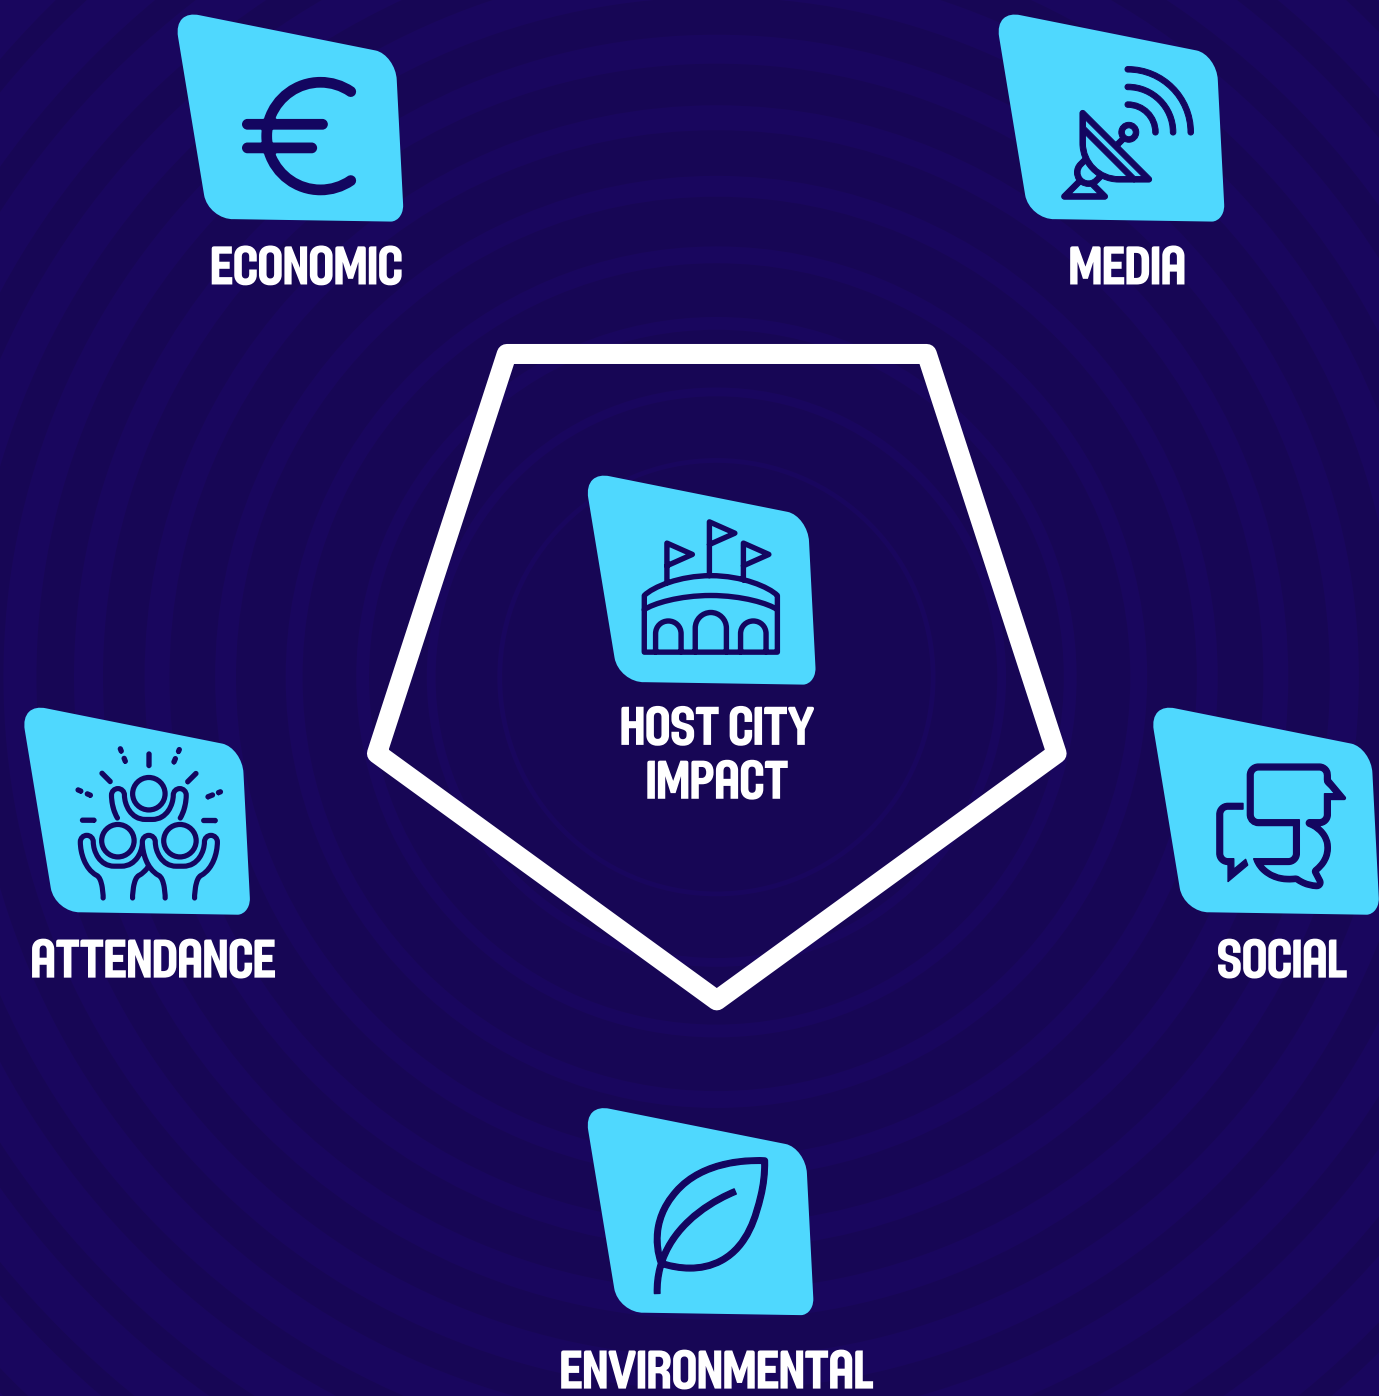 ECONOMIC
MEDIA
HOST CITY
IMPACT
ATTENDANCE
SOCIAL
ENVIRONMENTAL